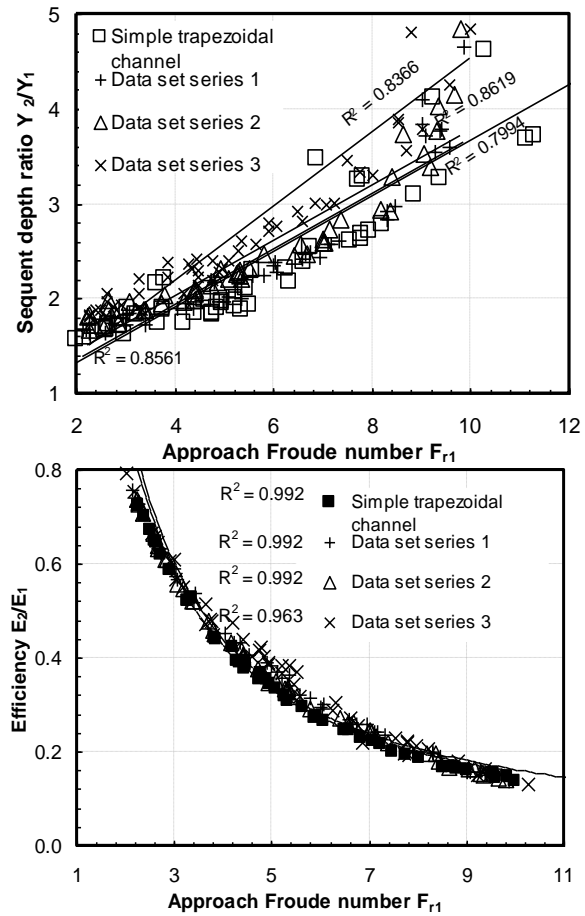 6
5
4
3
2
1
Sequent depth ratio Y2/Y1
Simple trapezoidal
channel
Data set series 1
Data set series 2
Data set series 3
R² = 0.8366
R² = 0.8619
R² = 0.7994
R² = 0.8561
2 4 6 8 10 12
Approach Froude number Fr1
0.8
0.6
0.4
0.2
0.0
Efficiency E2/E1
R² = 0.992
R² = 0.992
R² = 0.992
R² = 0.963
Simple trapezoidal
channel
Data set series 1
Data set series 2
Data set series 3
1 3 5 7 9 11
Approach Froude number Fr1